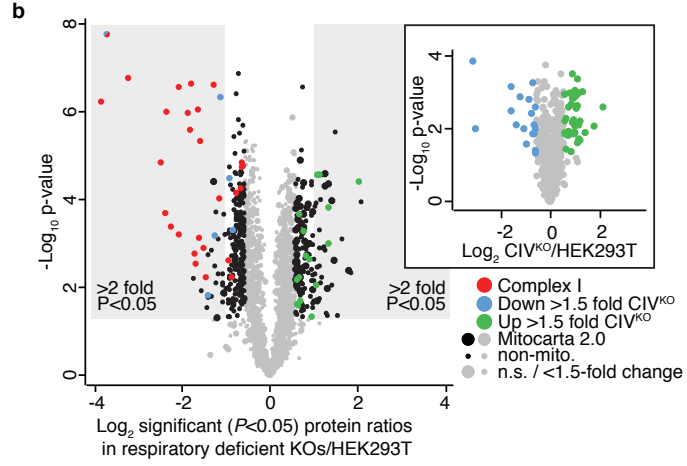 b
8
6
4
2
0
-Log10 p-value
-4
-2
0
2
4
Log2 significant (P<0.05) protein ratios
in respiratory deficient KOs/HEK293T
>2 fold
P<0.05
>2 fold
P<0.05
4
2
0
-Log10 p-value
-2
0
2
Log2 CIVKO/HEK293T
Complex I
Down >1.5 fold CIVKO
Up >1.5 fold CIVKO
Mitocarta 2.0
non-mito.
n.s. / <1.5-fold change